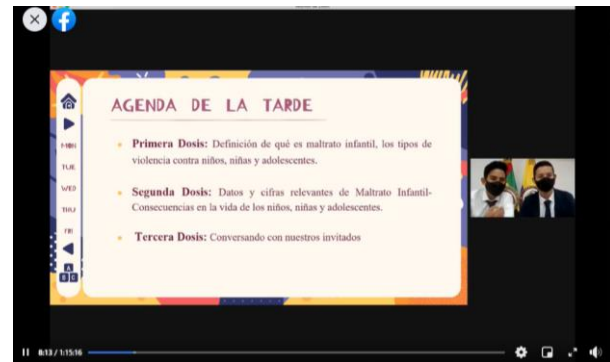 AGENDA DE LA TARDE
MON
TUE
WED
THU
FRI
A
B C
Primera Dosis: Definición de qué es maltrato infantil, los tipos de
violencia contra niños, niñas y adolescentes.
Segunda Dosis: Datos y cifras relevantes de Maltrato Infantil-
Consecuencias en la vida de los niños, niñas y adolescentes.
Tercera Dosis: Conversando con nuestros invitados
8:13 / 1:15:16